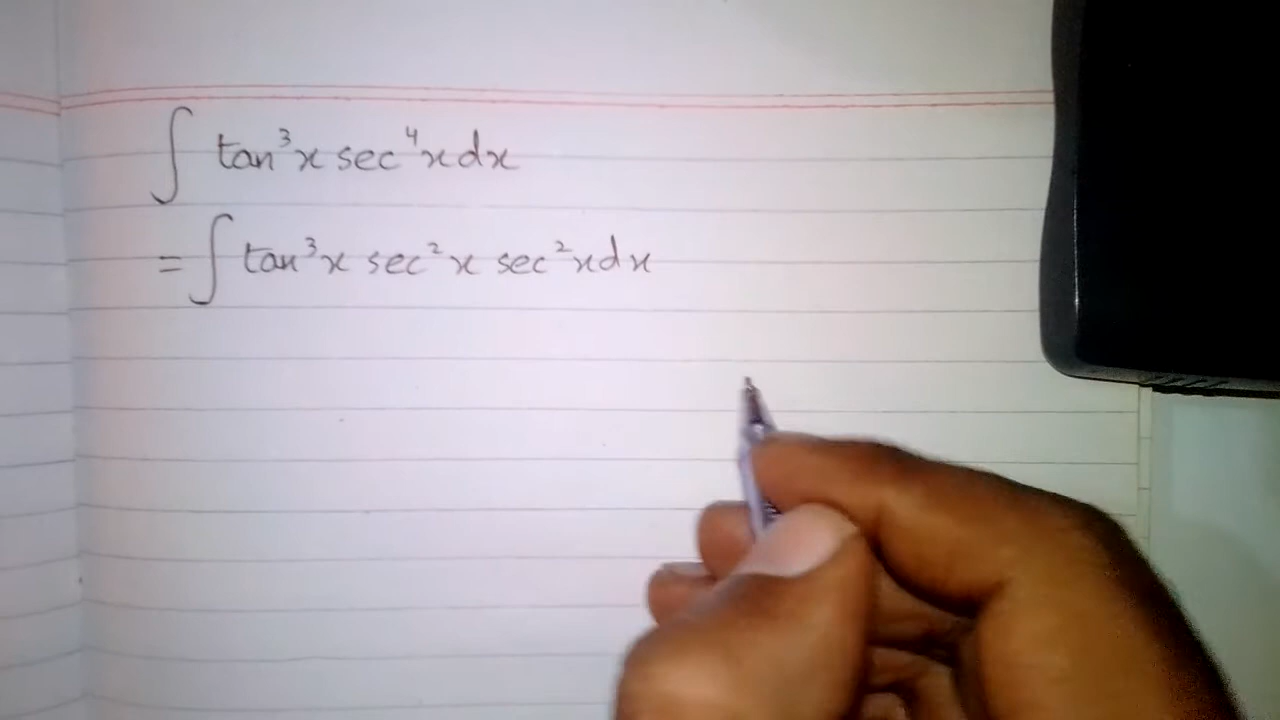 ∫ tan³x sec⁴x dx
= ∫ tan³x sec²x sec²x dx